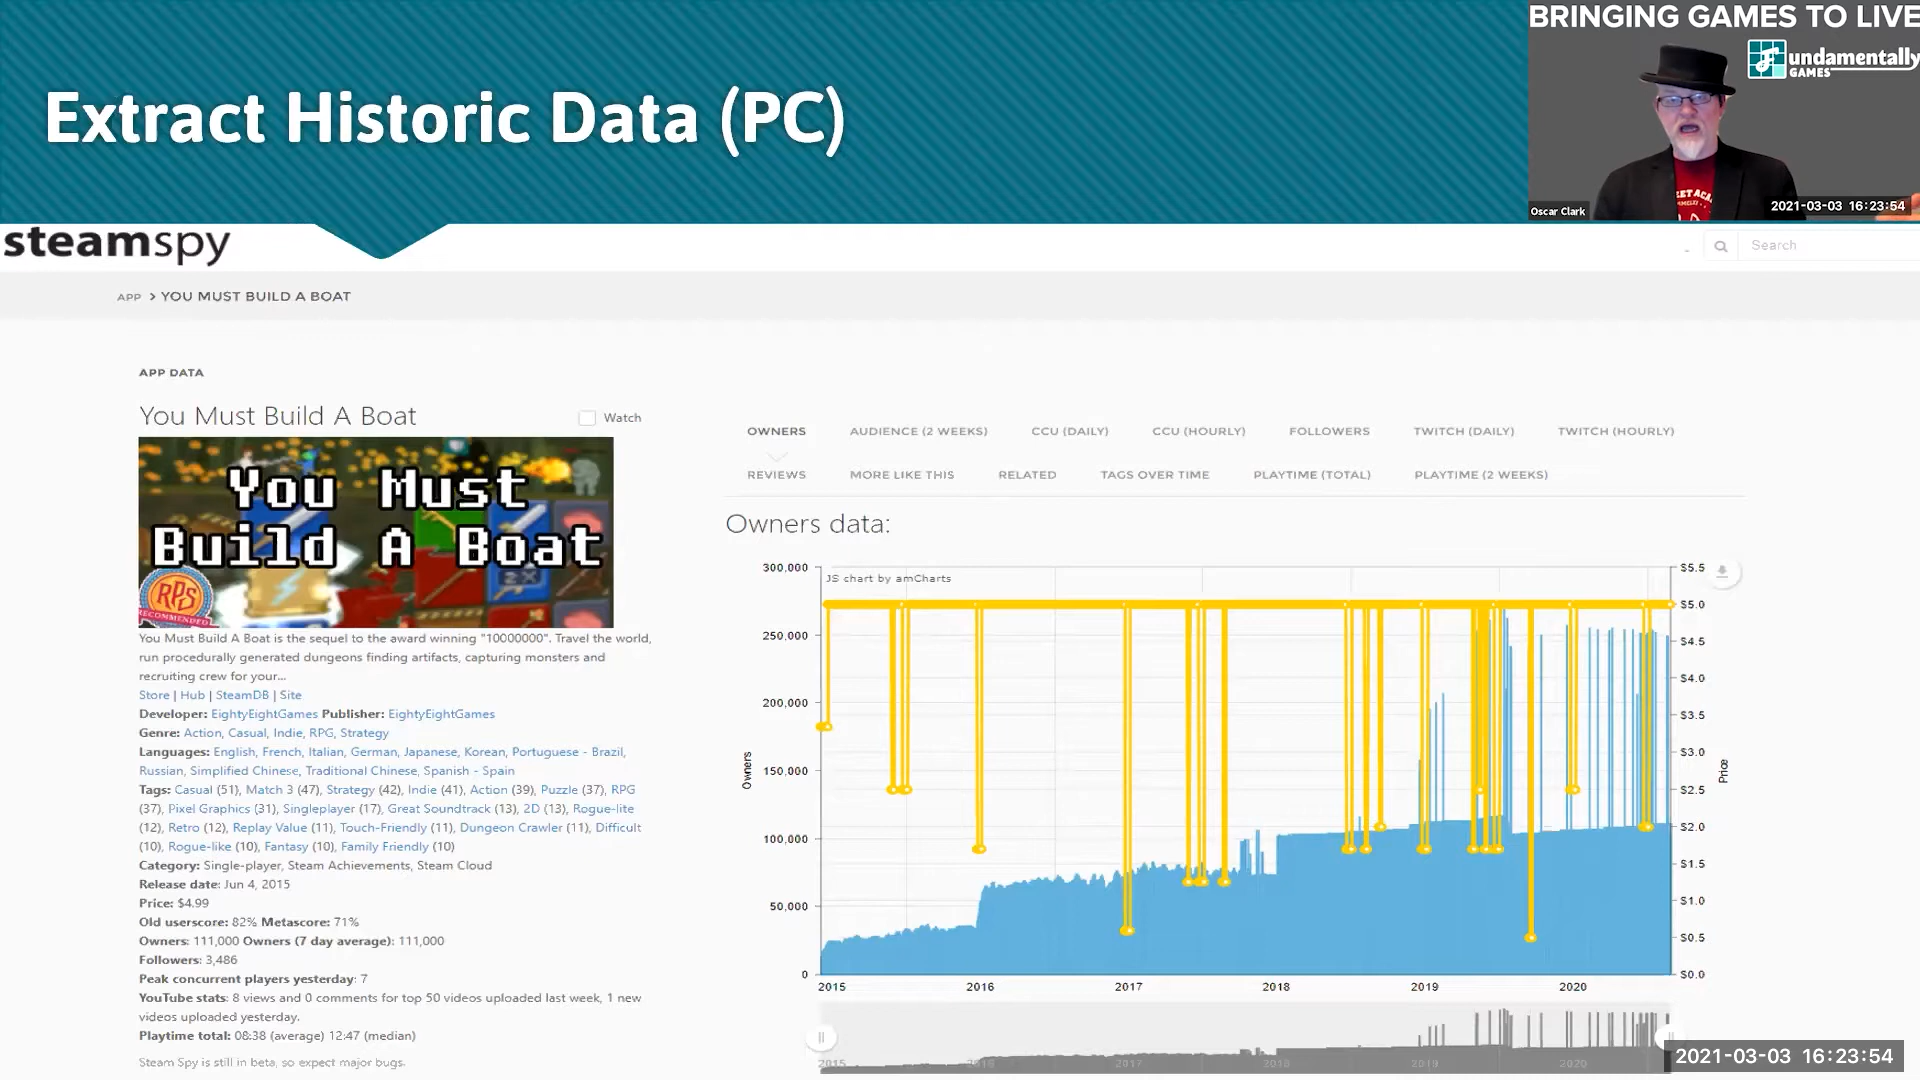 BRINGING GAMES TO LIVE
Fundamentally
GAMES
Extract Historic Data (PC)
Oscar Clark
2021-03-03 16:23:54
steamspy
Search
APP > YOU MUST BUILD A BOAT
APP DATA
You Must Build A Boat
Watch
You Must
Build A Boat
2X
RPS
RECOMMENDED
You Must Build A Boat is the sequel to the award winning "10000000". Travel the world,
run procedurally generated dungeons finding artifacts, capturing monsters and
recruiting crew for your...
Store | Hub | SteamDB | Site
Developer: EightyEightGames Publisher: EightyEightGames
Genre: Action, Casual, Indie, RPG, Strategy
Languages: English, French, Italian, German, Japanese, Korean, Portuguese - Brazil,
Russian, Simplified Chinese, Traditional Chinese, Spanish - Spain
Tags: Casual (51), Match 3 (47), Strategy (42), Indie (41), Action (39), Puzzle (37), RPG
(37), Pixel Graphics (31), Singleplayer (17), Great Soundtrack (13), 2D (13), Rogue-lite
(12), Retro (12), Replay Value (11), Touch-Friendly (11), Dungeon Crawler (11), Difficult
(10), Rogue-like (10), Fantasy (10), Family Friendly (10)
Category: Single-player, Steam Achievements, Steam Cloud
Release date: Jun 4, 2015
Price: $4.99
Old userscore: 82% Metascore: 71%
Owners: 111,000 Owners (7 day average): 111,000
Followers: 3,486
Peak concurrent players yesterday: 7
YouTube stats: 8 views and 0 comments for top 50 videos uploaded last week, 1 new
videos uploaded yesterday.
Playtime total: 08:38 (average) 12:47 (median)
Steam Spy is still in beta, so expect major bugs.
OWNERS AUDIENCE (2 WEEKS) CCU (DAILY) CCU (HOURLY) FOLLOWERS TWITCH (DAILY) TWITCH (HOURLY)
REVIEWS MORE LIKE THIS RELATED TAGS OVER TIME PLAYTIME (TOTAL) PLAYTIME (2 WEEKS)
Owners data:
JS chart by amCharts
300,000
250,000
200,000
150,000
100,000
50,000
0
Owners
$5.5
$5.0
$4.5
$4.0
$3.5
$3.0
$2.5
$2.0
$1.5
$1.0
$0.5
$0.0
Price
2015 2016 2017 2018 2019 2020
2015 2016 2017 2018 2019 2020
2021-03-03 16:23:54